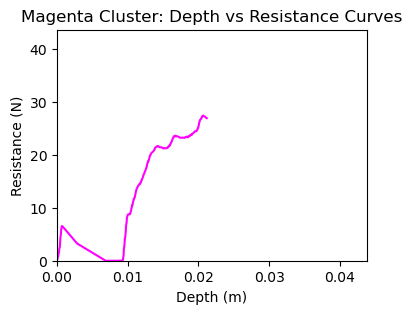 Magenta Cluster: Depth vs Resistance Curves
Resistance (N)
40
30
20
10
0
0.00 0.01 0.02 0.03 0.04
Depth (m)